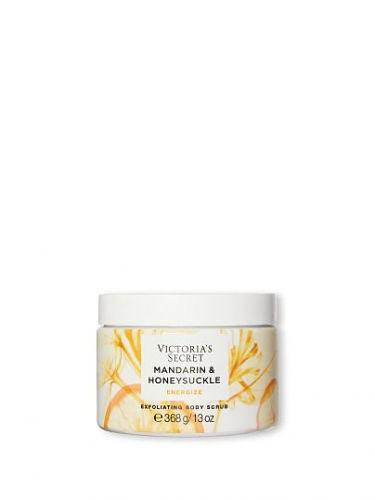 VICTORIA'S
SECRET
MANDARIN &
HONEYSUCKLE
ENERGIZE
EXFOLIATING BODY SCRUB
℮ 368 g / 13 oz